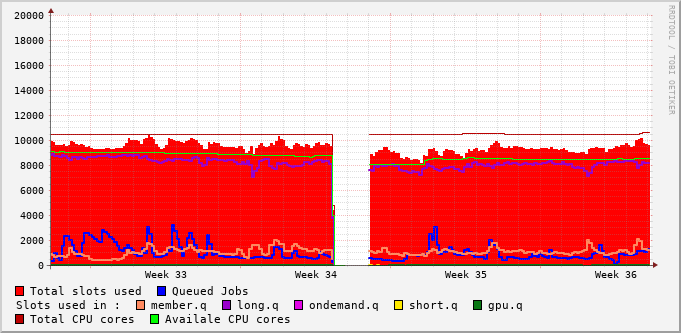 RRDTOOL / TOBI OETIKER
20000
18000
16000
14000
12000
10000
8000
6000
4000
2000
0
Week 33 Week 34 Week 35 Week 36
Total slots used Queued Jobs
Slots used in : member.q long.q ondemand.q short.q gpu.q
Total CPU cores Availale CPU cores